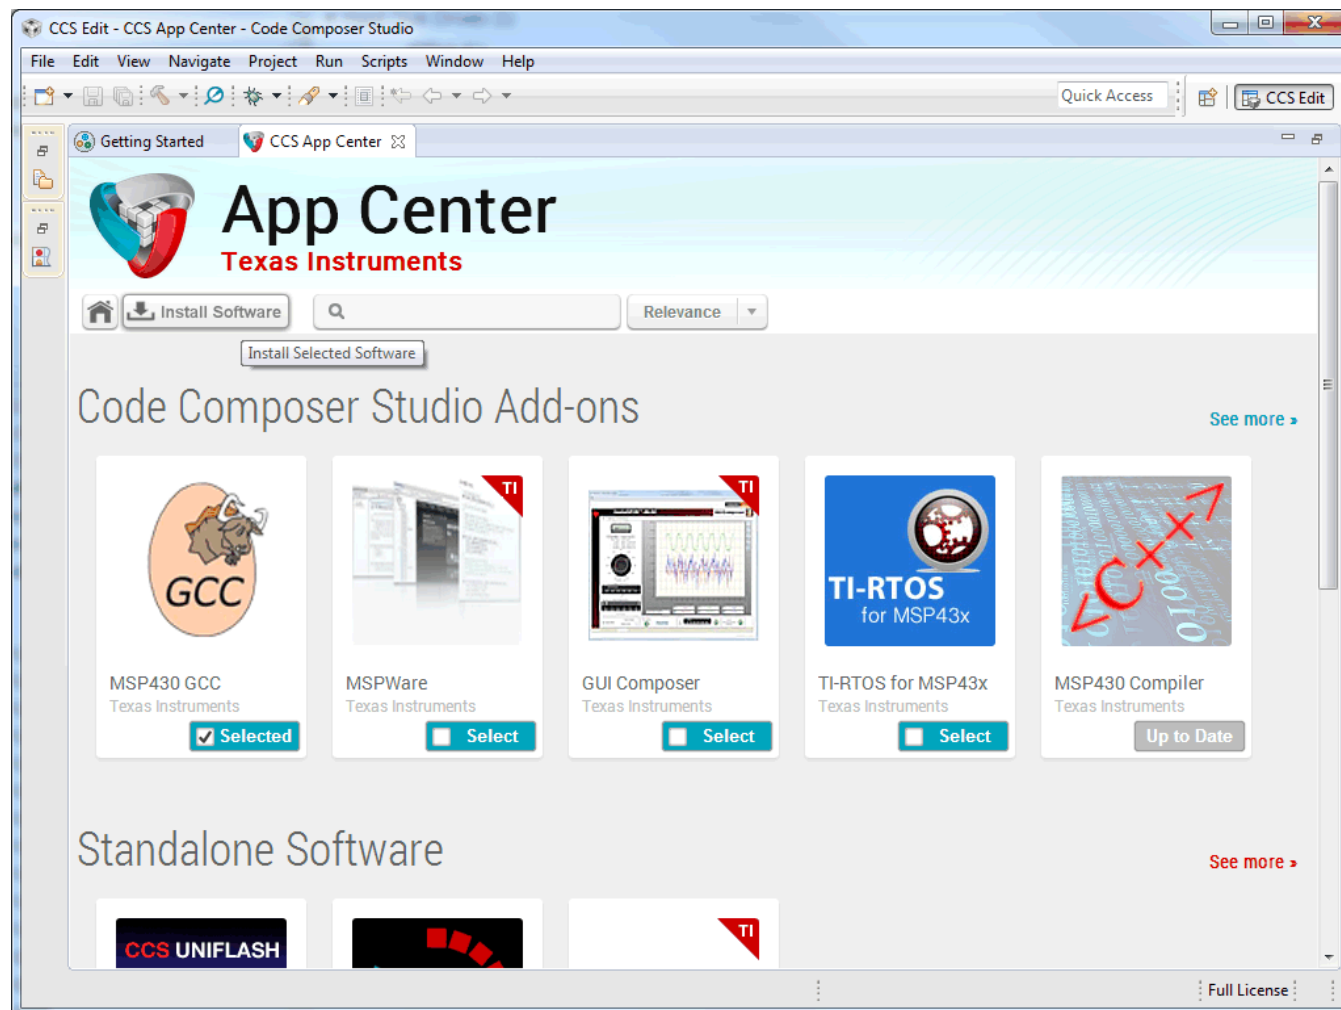 CCS Edit - CCS App Center - Code Composer Studio
File Edit View Navigate Project Run Scripts Window Help
Quick Access
CCS Edit
Getting Started
CCS App Center
App Center
Texas Instruments
Install Software
Relevance
Install Selected Software
Code Composer Studio Add-ons
See more »
GCC
TI
TI
TI-RTOS
for MSP43x
C++
MSP430 GCC
MSPWare
GUI Composer
TI-RTOS for MSP43x
MSP430 Compiler
Texas Instruments
Texas Instruments
Texas Instruments
Texas Instruments
Texas Instruments
Selected
Select
Select
Select
Up to Date
Standalone Software
See more »
CCS UNIFLASH
TI
Full License